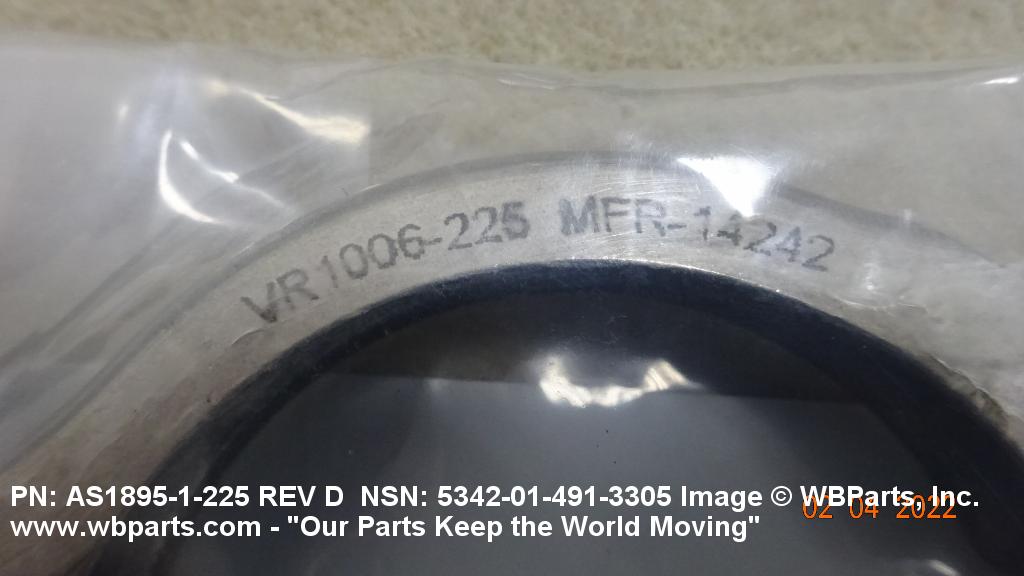 VR1006-225 MFR-14242
PN: AS1895-1-225 REV D  NSN: 5342-01-491-3305 Image © WBParts, Inc.
02 04 2022
www.wbparts.com - "Our Parts Keep the World Moving"